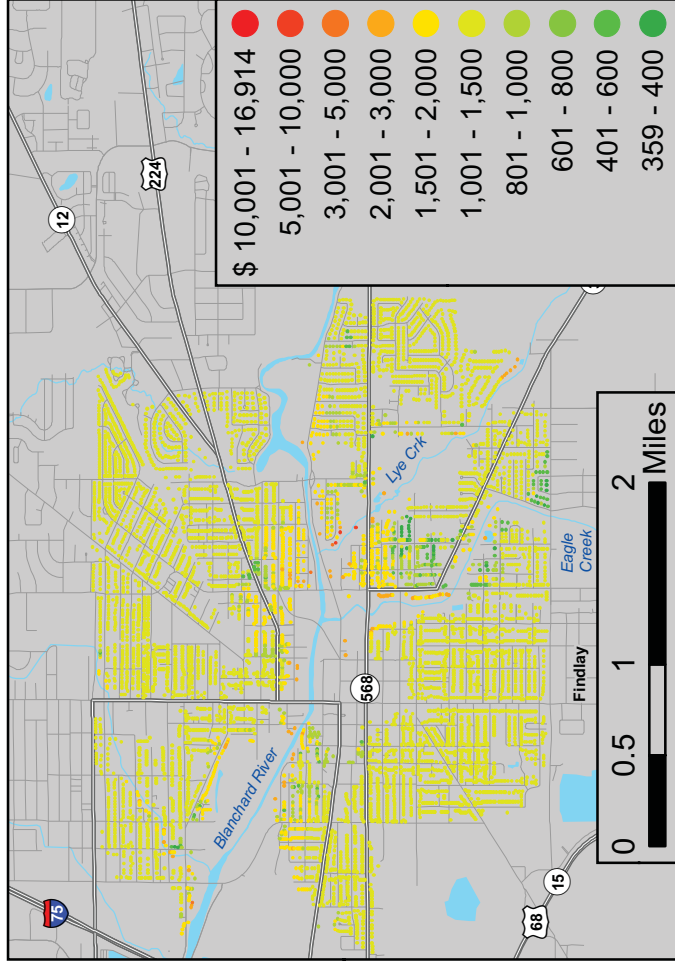 $ 10,001 - 16,914
5,001 - 10,000
3,001 - 5,000
2,001 - 3,000
1,501 - 2,000
1,001 - 1,500
801 - 1,000
601 - 800
401 - 600
359 - 400
12
224
Lye Crk
568
Blanchard River
Eagle
Creek
Findlay
75
15
68
0 0.5 1 2
Miles